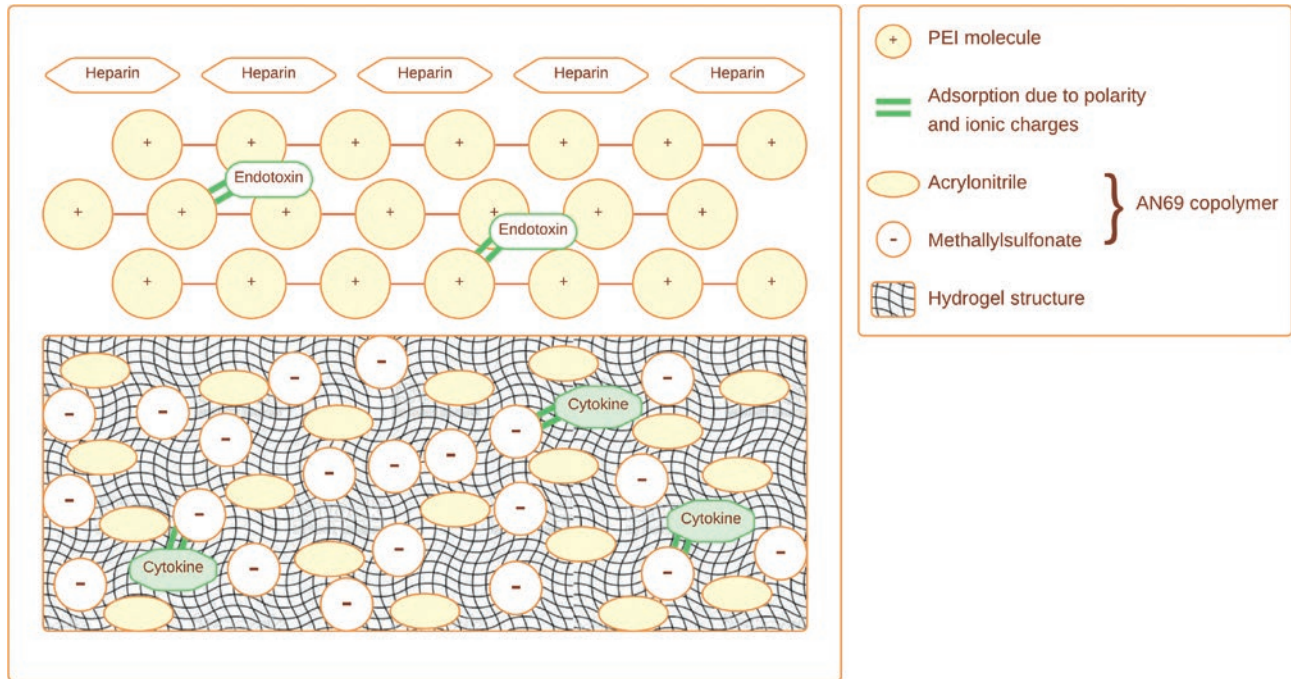 Heparin Heparin Heparin Heparin Heparin
Endotoxin
Endotoxin
Cytokine
Cytokine
Cytokine
+ PEI molecule
Adsorption due to polarity
and ionic charges
Acrylonitrile
AN69 copolymer
- Methallylsulfonate
Hydrogel structure